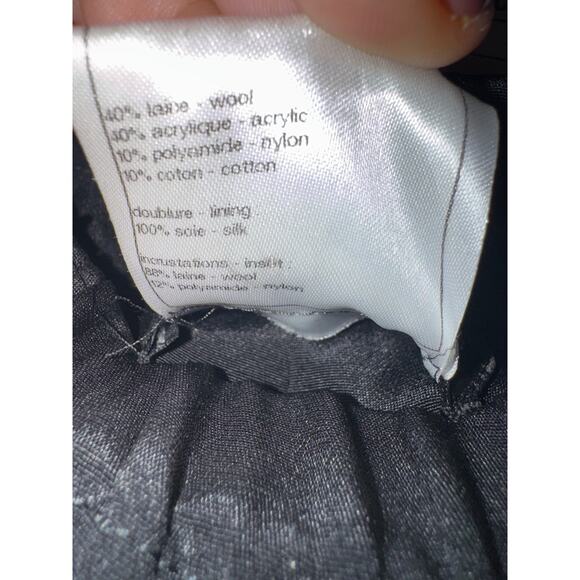 40% laine - wool
40% acrylique - acrylic
10% polyamide - nylon
10% coton - cotton
doublure - lining :
100% soie - silk
incrustations - inslit :
88% laine - wool
12% polyamide - nylon